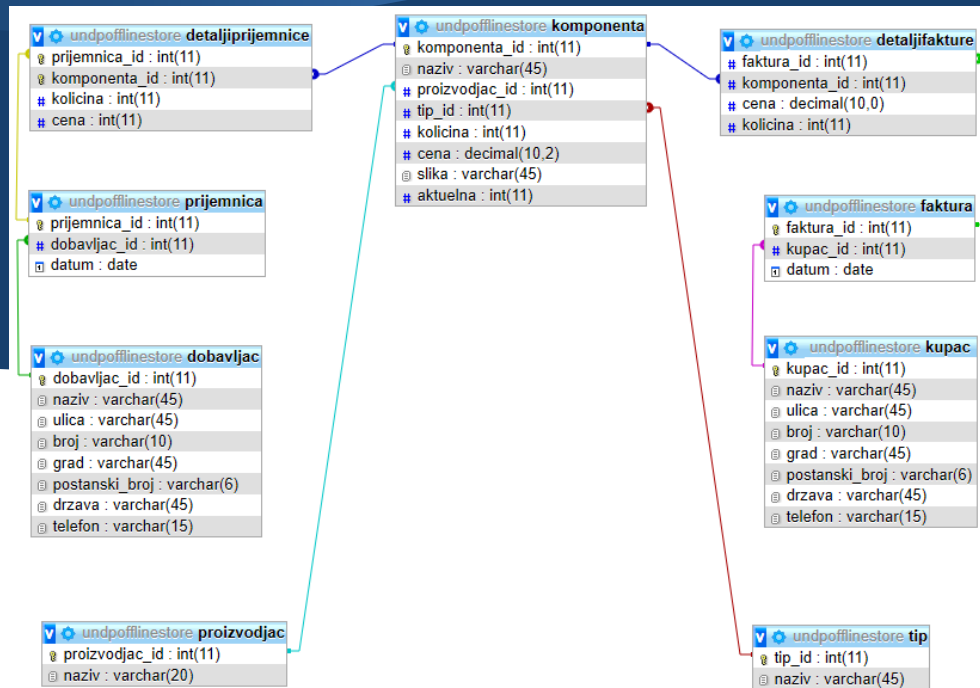 undpofflinestore detaljiprijemnice
prijemnica_id : int(11)
komponenta_id : int(11)
# kolicina : int(11)
# cena : int(11)
undpofflinestore komponenta
komponenta_id : int(11)
naziv : varchar(45)
# proizvodjac_id : int(11)
# tip_id : int(11)
# kolicina : int(11)
# cena : decimal(10,2)
slika : varchar(45)
# aktuelna : int(11)
undpofflinestore detaljifakture
# faktura_id : int(11)
# komponenta_id : int(11)
# cena : decimal(10,0)
# kolicina : int(11)
undpofflinestore prijemnica
prijemnica_id : int(11)
# dobavljac_id : int(11)
datum : date
undpofflinestore faktura
faktura_id : int(11)
# kupac_id : int(11)
datum : date
undpofflinestore dobavljac
dobavljac_id : int(11)
naziv : varchar(45)
ulica : varchar(45)
broj : varchar(10)
grad : varchar(45)
postanski_broj : varchar(6)
drzava : varchar(45)
telefon : varchar(15)
undpofflinestore kupac
kupac_id : int(11)
naziv : varchar(45)
ulica : varchar(45)
broj : varchar(10)
grad : varchar(45)
postanski_broj : varchar(6)
drzava : varchar(45)
telefon : varchar(15)
undpofflinestore proizvodjac
proizvodjac_id : int(11)
naziv : varchar(20)
undpofflinestore tip
tip_id : int(11)
naziv : varchar(45)